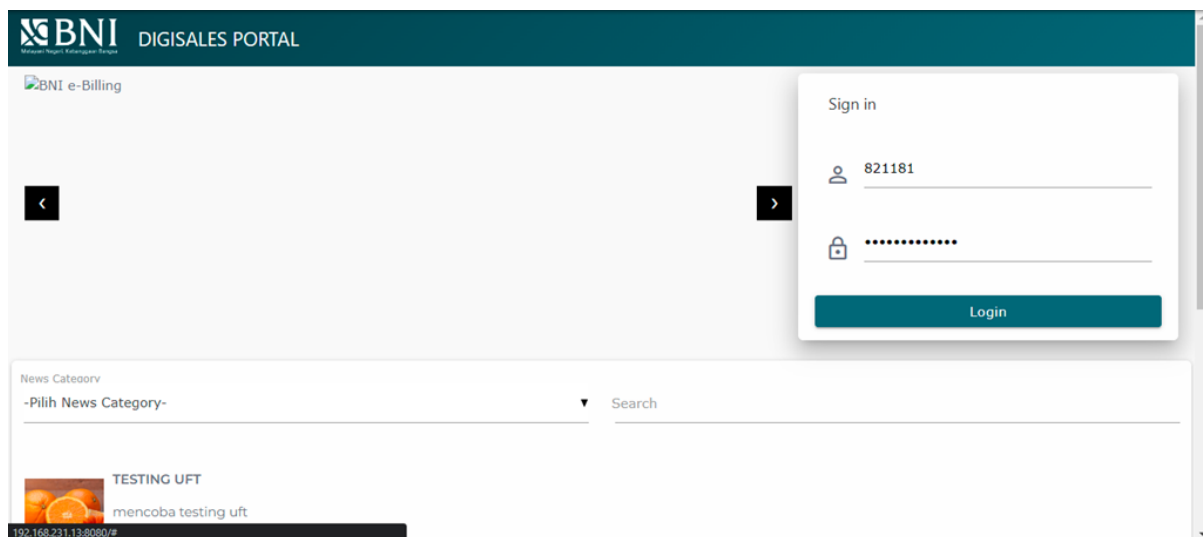 BNI
Melayani Negeri, Kebanggaan Bangsa
DIGISALES PORTAL
BNI e-Billing
Sign in
821181
•••••••••••••
Login
News Category
-Pilih News Category-
Search
TESTING UFT
mencoba testing uft
192.168.231.13:8080/#